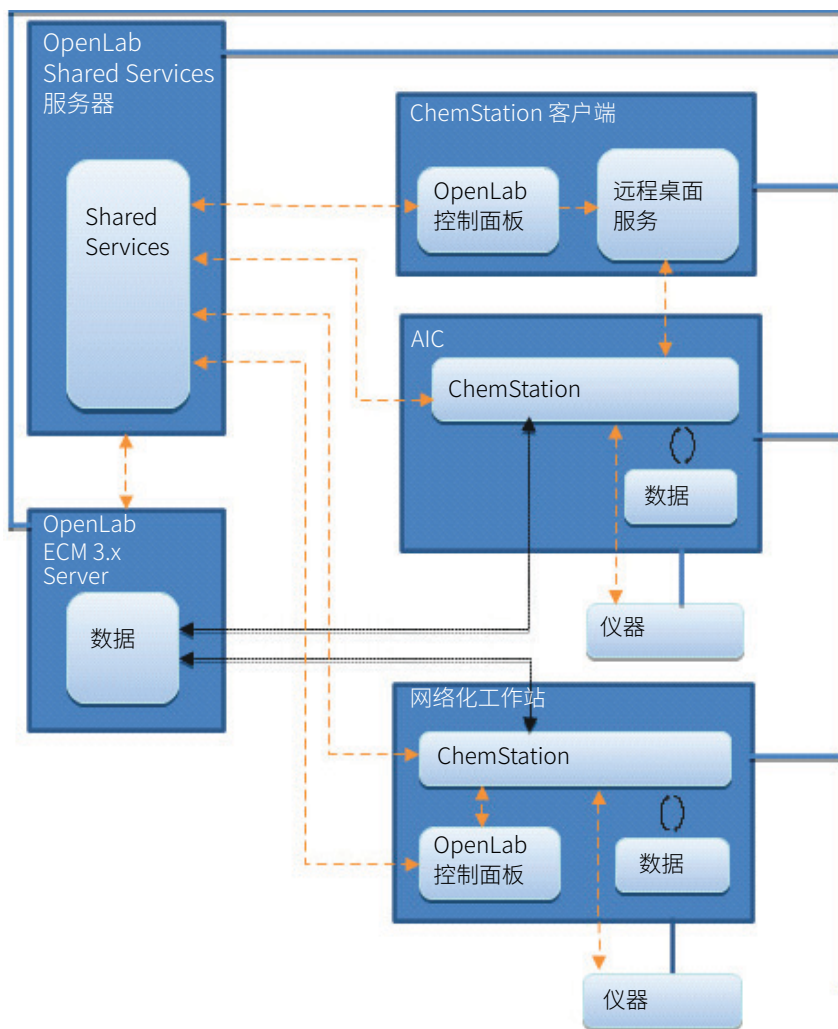 OpenLab
Shared Services
服务器
Shared
Services
ChemStation 客户端
OpenLab
控制面板
远程桌面
服务
AIC
ChemStation
数据
仪器
OpenLab
ECM 3.x
Server
数据
网络化工作站
ChemStation
OpenLab
控制面板
数据
仪器